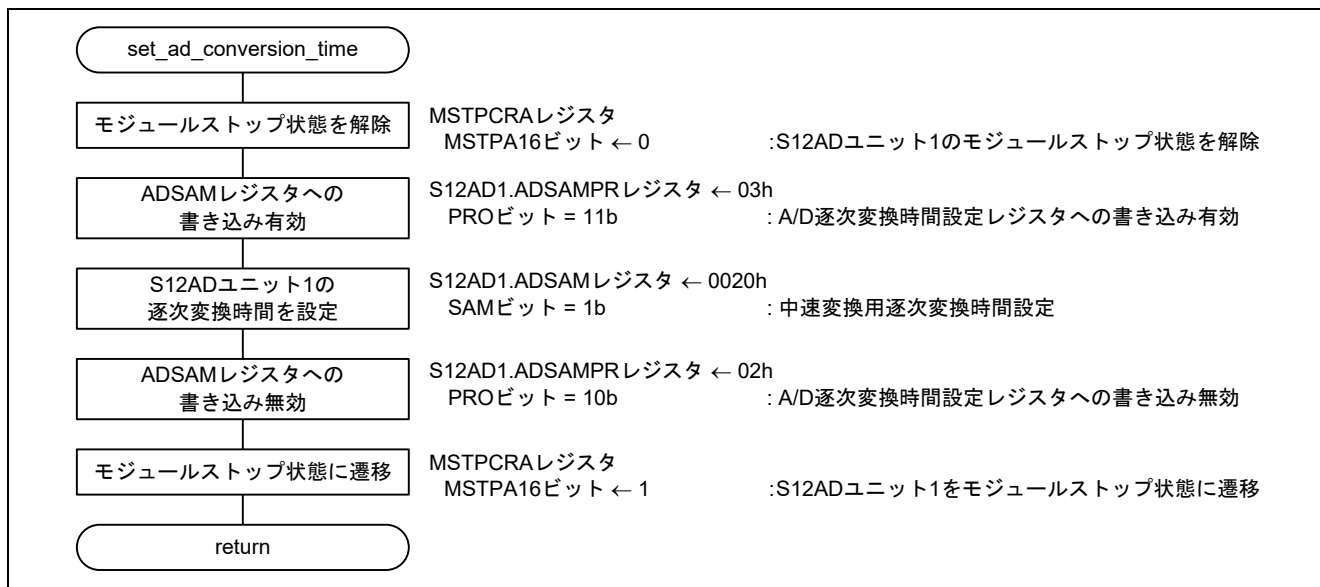 set_ad_conversion_time
モジュールストップ状態を解除
MSTPCRAレジスタ
MSTPA16ビット ← 0 :S12ADユニット1のモジュールストップ状態を解除
ADSAMレジスタへの
書き込み有効
S12AD1.ADSAMPRレジスタ ← 03h
PROビット = 11b : A/D逐次変換時間設定レジスタへの書き込み有効
S12ADユニット1の
逐次変換時間を設定
S12AD1.ADSAMレジスタ ← 0020h
SAMビット = 1b : 中速変換用逐次変換時間設定
ADSAMレジスタへの
書き込み無効
S12AD1.ADSAMPRレジスタ ← 02h
PROビット = 10b : A/D逐次変換時間設定レジスタへの書き込み無効
モジュールストップ状態に遷移
MSTPCRAレジスタ
MSTPA16ビット ← 1 :S12ADユニット1をモジュールストップ状態に遷移
return